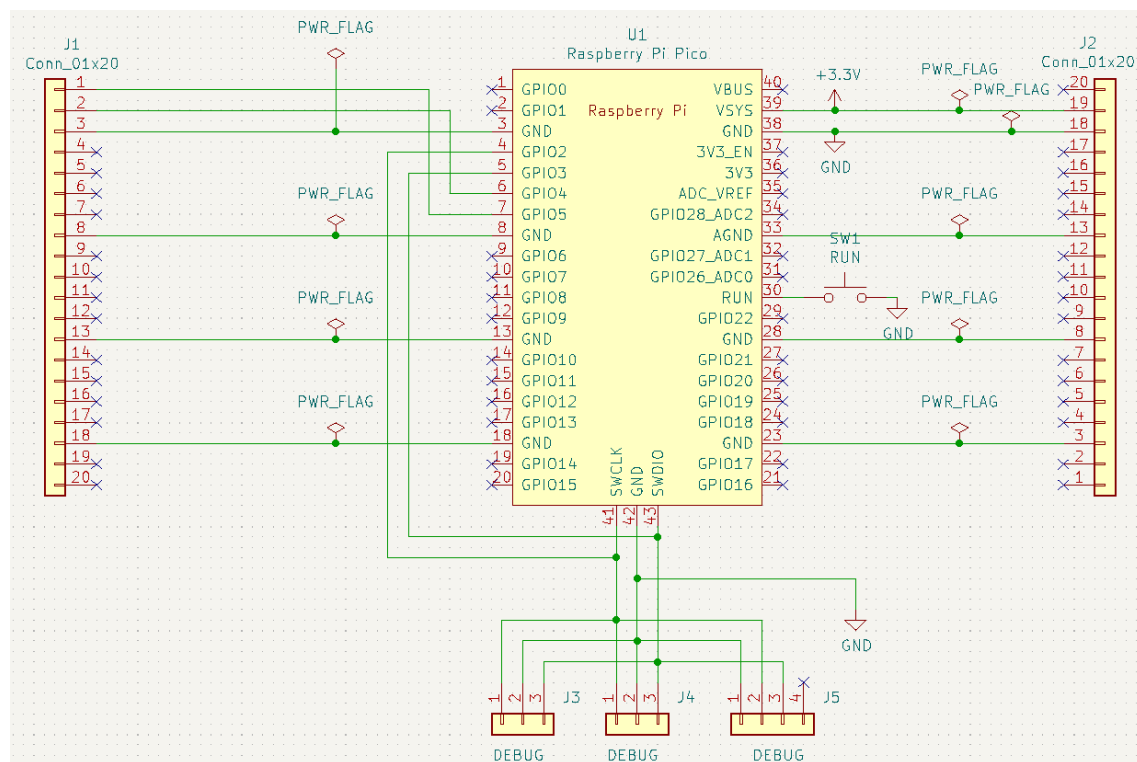 PWR_FLAG
J1
Conn_01x20
1
2
3
4
5
6
7
8
9
10
11
12
13
14
15
16
17
18
19
20
PWR_FLAG
PWR_FLAG
PWR_FLAG
U1
Raspberry Pi Pico
Raspberry Pi
1 GPIO0
2 GPIO1
3 GND
4 GPIO2
5 GPIO3
6 GPIO4
7 GPIO5
8 GND
9 GPIO6
10 GPIO7
11 GPIO8
12 GPIO9
13 GND
14 GPIO10
15 GPIO11
16 GPIO12
17 GPIO13
18 GND
19 GPIO14
20 GPIO15
VBUS 40
VSYS 39
GND 38
3V3_EN 37
3V3 36
ADC_VREF 35
GPIO28_ADC2 34
AGND 33
GPIO27_ADC1 32
GPIO26_ADC0 31
RUN 30
GPIO22 29
GND 28
GPIO21 27
GPIO20 26
GPIO19 25
GPIO18 24
GND 23
GPIO17 22
GPIO16 21
SWCLK 41
GND 42
SWDIO 43
+3.3V
GND
PWR_FLAG
PWR_FLAG
PWR_FLAG
SW1
RUN
GND
PWR_FLAG
PWR_FLAG
J2
Conn_01x20
20
19
18
17
16
15
14
13
12
11
10
9
8
7
6
5
4
3
2
1
GND
1 2 3 J3
DEBUG
1 2 3 J4
DEBUG
1 2 3 4 J5
DEBUG